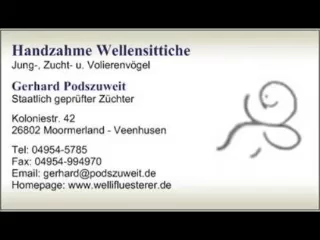 Handzahme Wellensittiche
Jung-, Zucht- u. Volierenvögel
Gerhard Podszuweit
Staatlich geprüfter Züchter
Koloniestr. 42
26802 Moormerland - Veenhusen
Tel: 04954-5785
Fax: 04954-994970
Email: gerhard@podszuweit.de
Homepage: www.wellifluesterer.de